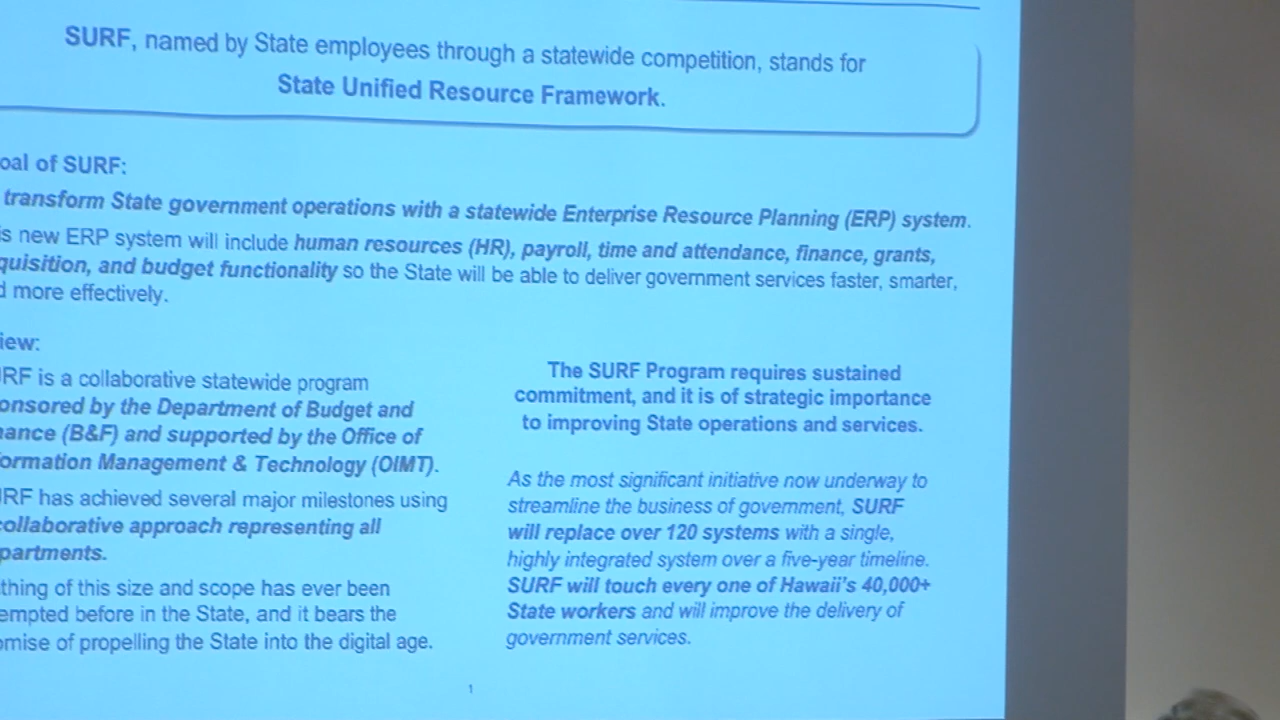 SURF, named by State employees through a statewide competition, stands for
State Unified Resource Framework.
oal of SURF:
transform State government operations with a statewide Enterprise Resource Planning (ERP) system.
is new ERP system will include human resources (HR), payroll, time and attendance, finance, grants,
quisition, and budget functionality so the State will be able to deliver government services faster, smarter,
d more effectively.
iew:
RF is a collaborative statewide program
onsored by the Department of Budget and
nance (B&F) and supported by the Office of
ormation Management & Technology (OIMT).
RF has achieved several major milestones using
collaborative approach representing all
partments.
thing of this size and scope has ever been
empted before in the State, and it bears the
omise of propelling the State into the digital age.
The SURF Program requires sustained
commitment, and it is of strategic importance
to improving State operations and services.
As the most significant initiative now underway to
streamline the business of government, SURF
will replace over 120 systems with a single,
highly integrated system over a five-year timeline.
SURF will touch every one of Hawaii's 40,000+
State workers and will improve the delivery of
government services.
1